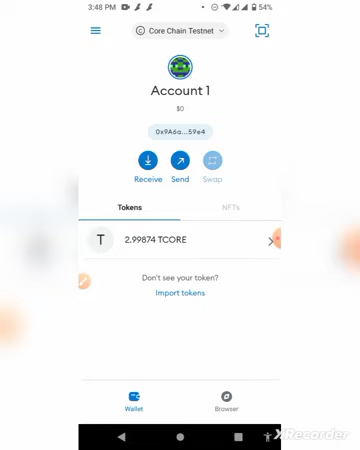 3:48 PM 54%
Core Chain Testnet
Account 1
$0
0x9A6a...59e4
Receive Send Swap
Tokens NFTs
T 2.99874 TCORE
Don't see your token?
Import tokens
Wallet Browser
XRecorder